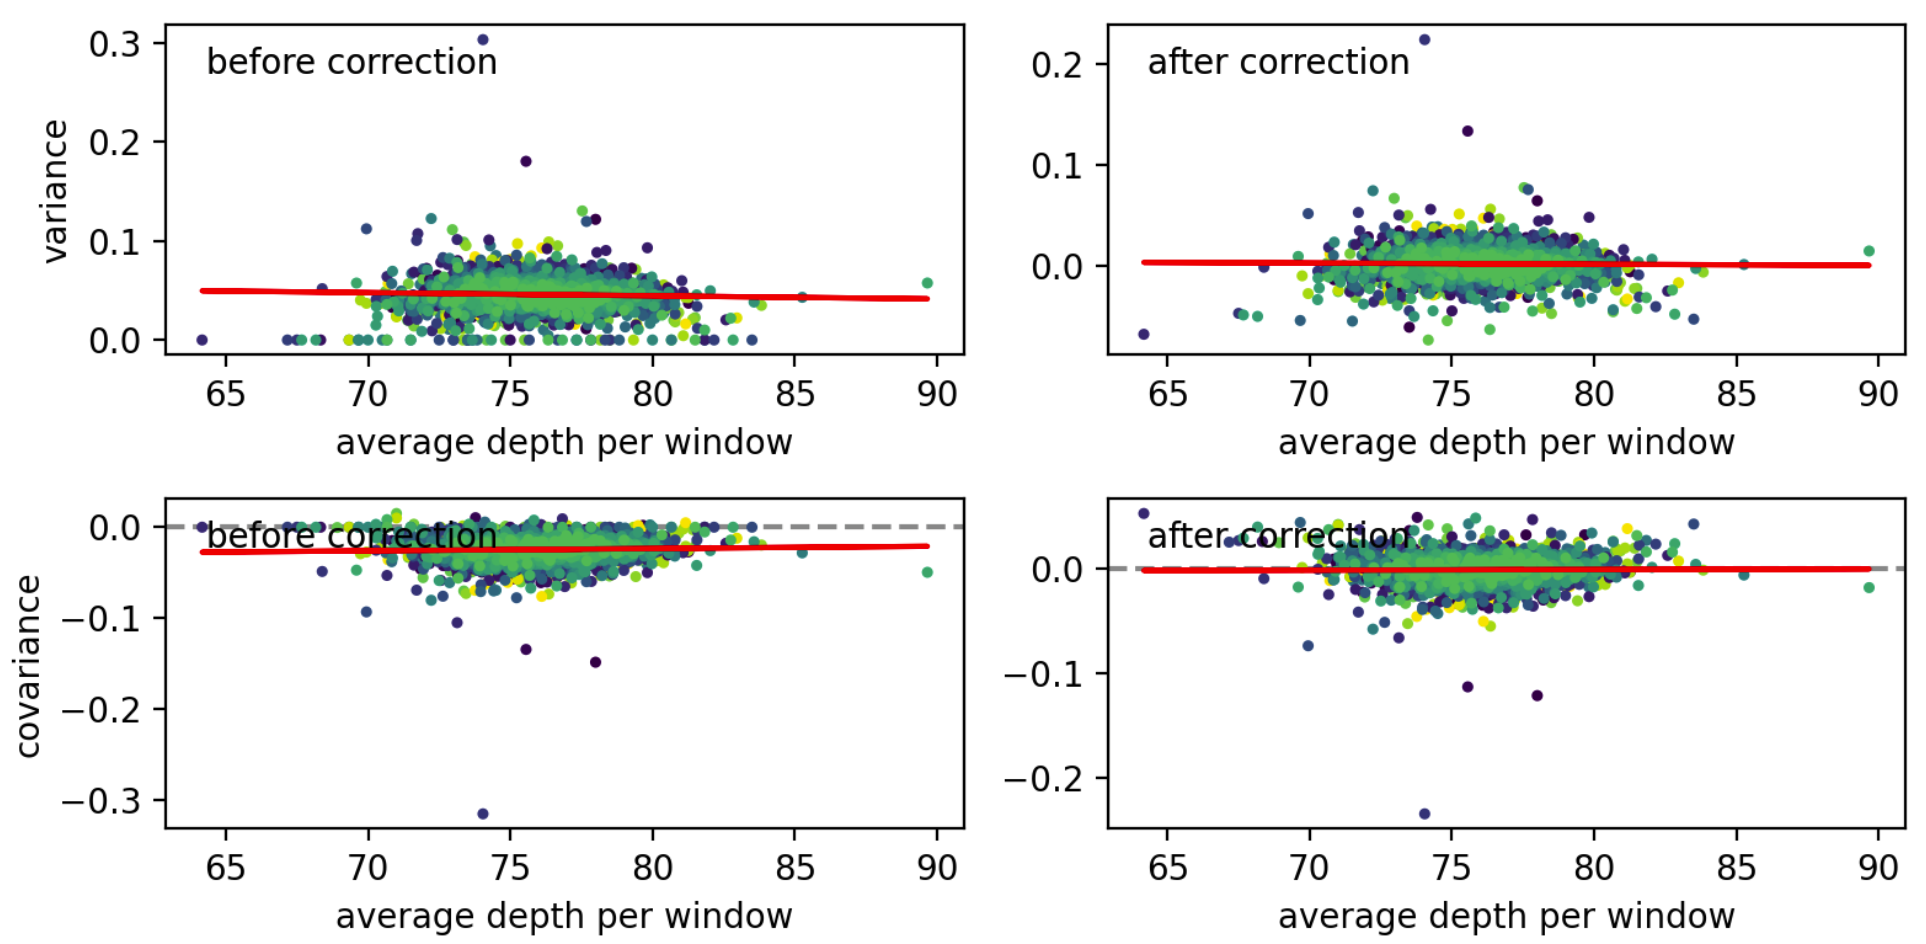 before correction
0.3
0.2
0.1
0.0
variance
65 70 75 80 85 90
average depth per window
after correction
0.2
0.1
0.0
65 70 75 80 85 90
average depth per window
before correction
0.0
−0.1
−0.2
−0.3
covariance
65 70 75 80 85 90
average depth per window
after correction
0.0
−0.1
−0.2
65 70 75 80 85 90
average depth per window